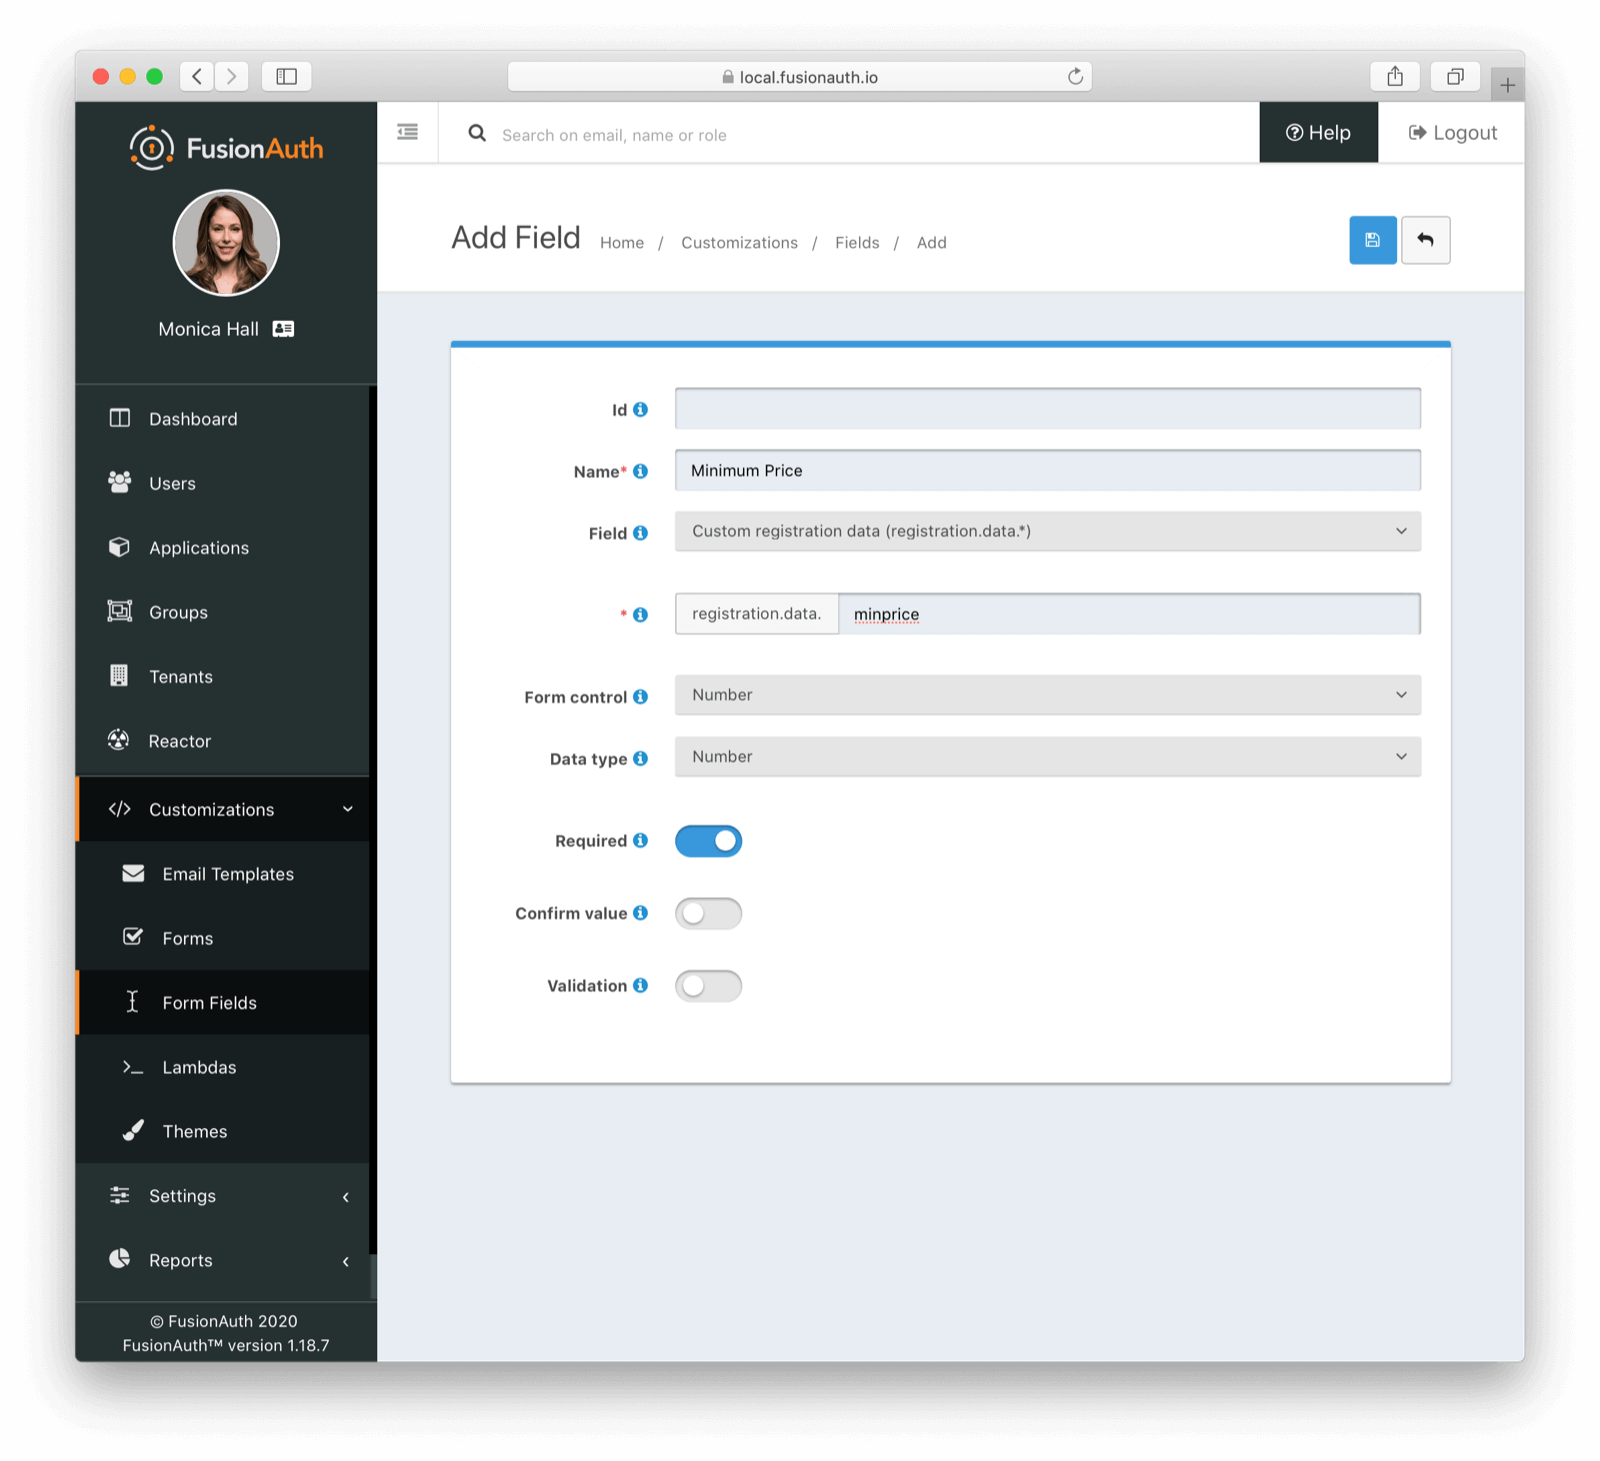 local.fusionauth.io
FusionAuth
Search on email, name or role
Help
Logout
Monica Hall
Add Field
Home / Customizations / Fields / Add
Dashboard
Users
Applications
Groups
Tenants
Reactor
Customizations
Email Templates
Forms
Form Fields
Lambdas
Themes
Settings
Reports
© FusionAuth 2020
FusionAuth™ version 1.18.7
Id
Name* Minimum Price
Field Custom registration data (registration.data.*)
* registration.data. minprice
Form control Number
Data type Number
Required
Confirm value
Validation